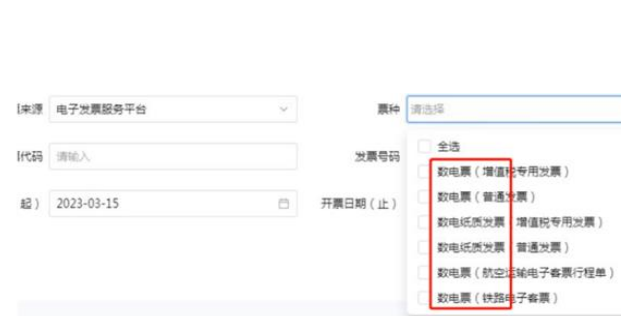 来源 电子发票服务平台 票种 请选择
全选
代码 请输入 发票号码
数电票（增值税专用发票）
数电票（普通发票）
起） 2023-03-15 开票日期（止）
数电纸质发票 增值税专用发票）
数电纸质发票 普通发票）
数电票（航空运输电子客票行程单）
数电票（铁路电子客票）